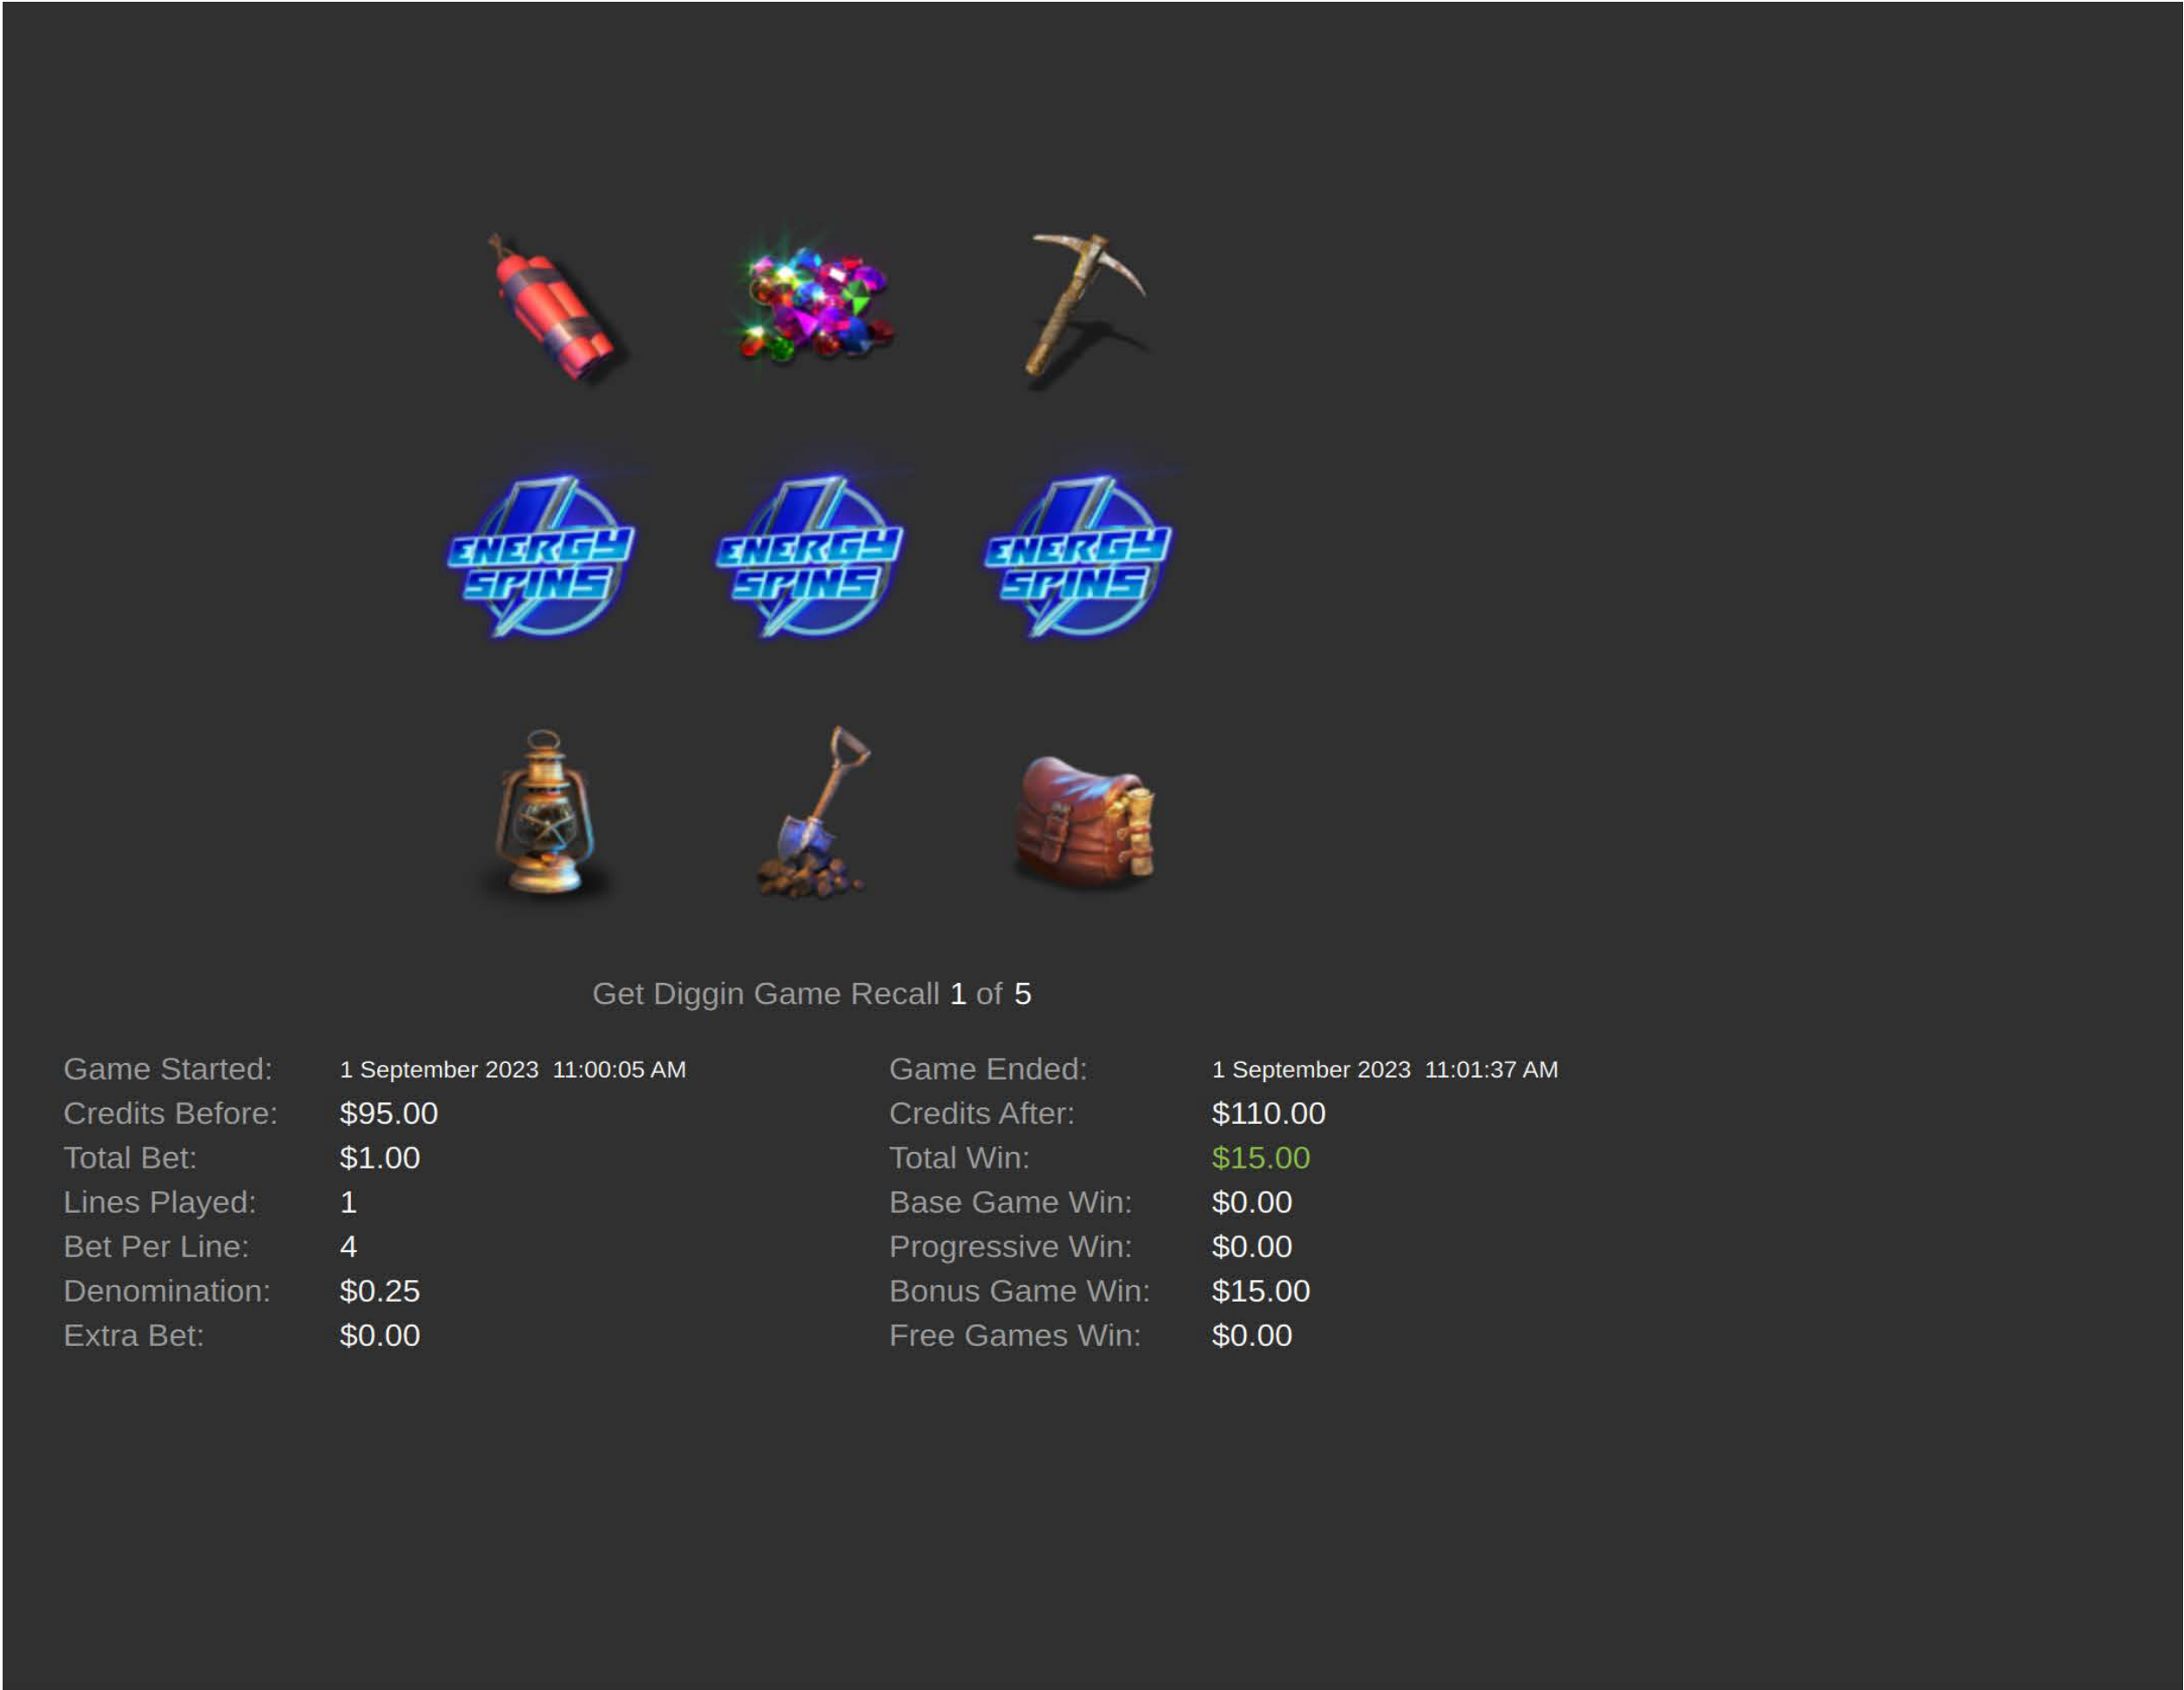 ENERGY SPINS ENERGY SPINS ENERGY SPINS
Get Diggin Game Recall 1 of 5
Game Started: 1 September 2023 11:00:05 AM Game Ended: 1 September 2023 11:01:37 AM
Credits Before: $95.00 Credits After: $110.00
Total Bet: $1.00 Total Win: $15.00
Lines Played: 1 Base Game Win: $0.00
Bet Per Line: 4 Progressive Win: $0.00
Denomination: $0.25 Bonus Game Win: $15.00
Extra Bet: $0.00 Free Games Win: $0.00